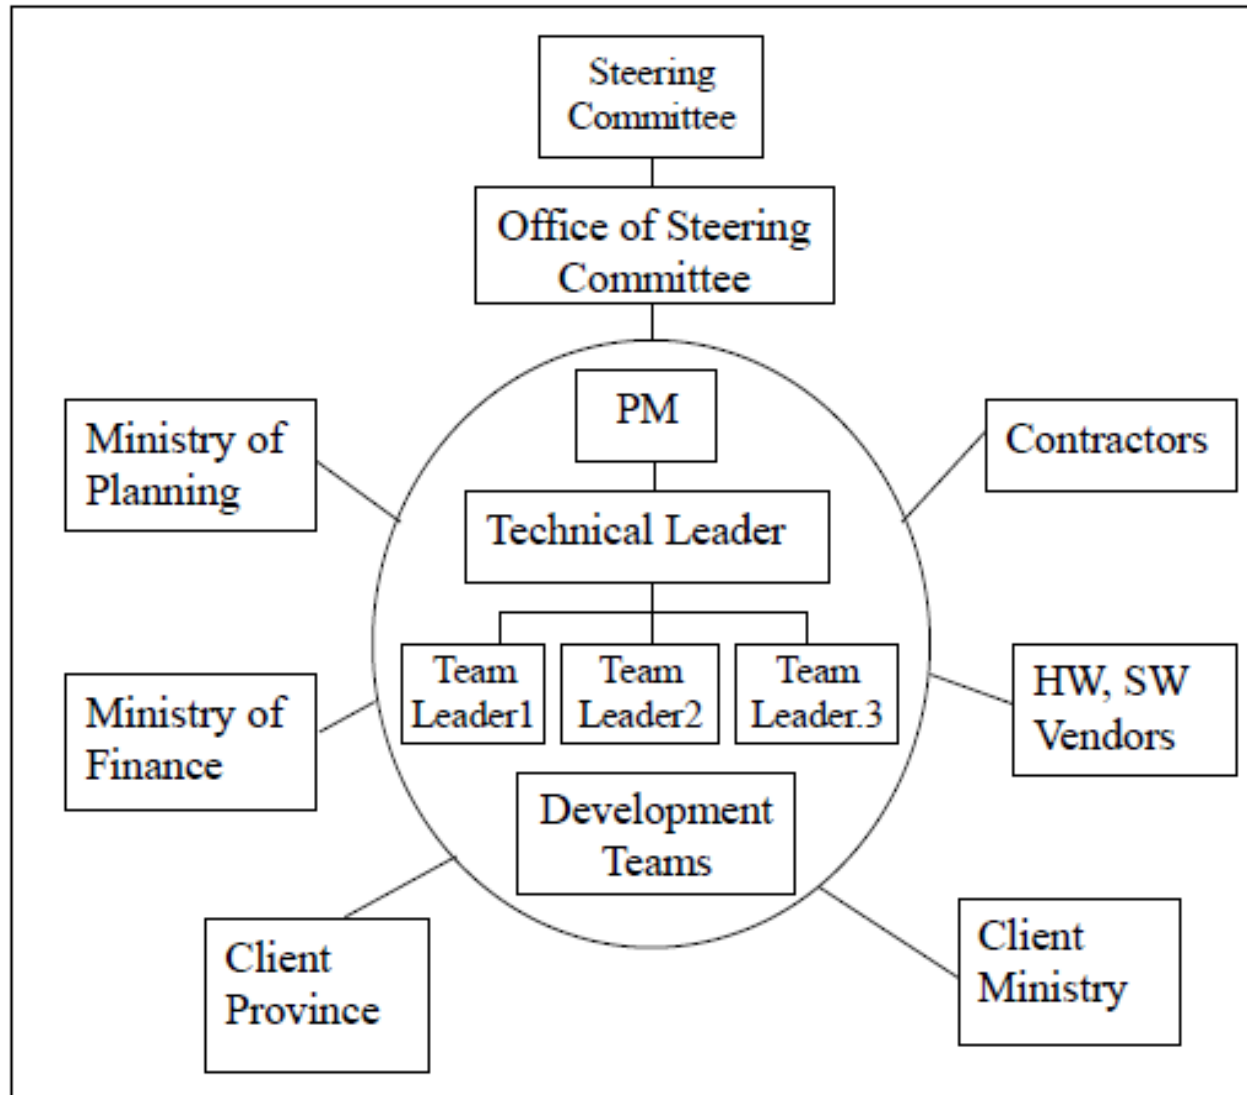 Steering
Committee
Office of Steering
Committee
PM
Ministry of
Planning
Contractors
Technical Leader
Team
Leader1
Team
Leader2
Team
Leader.3
Ministry of
Finance
HW, SW
Vendors
Development
Teams
Client
Province
Client
Ministry